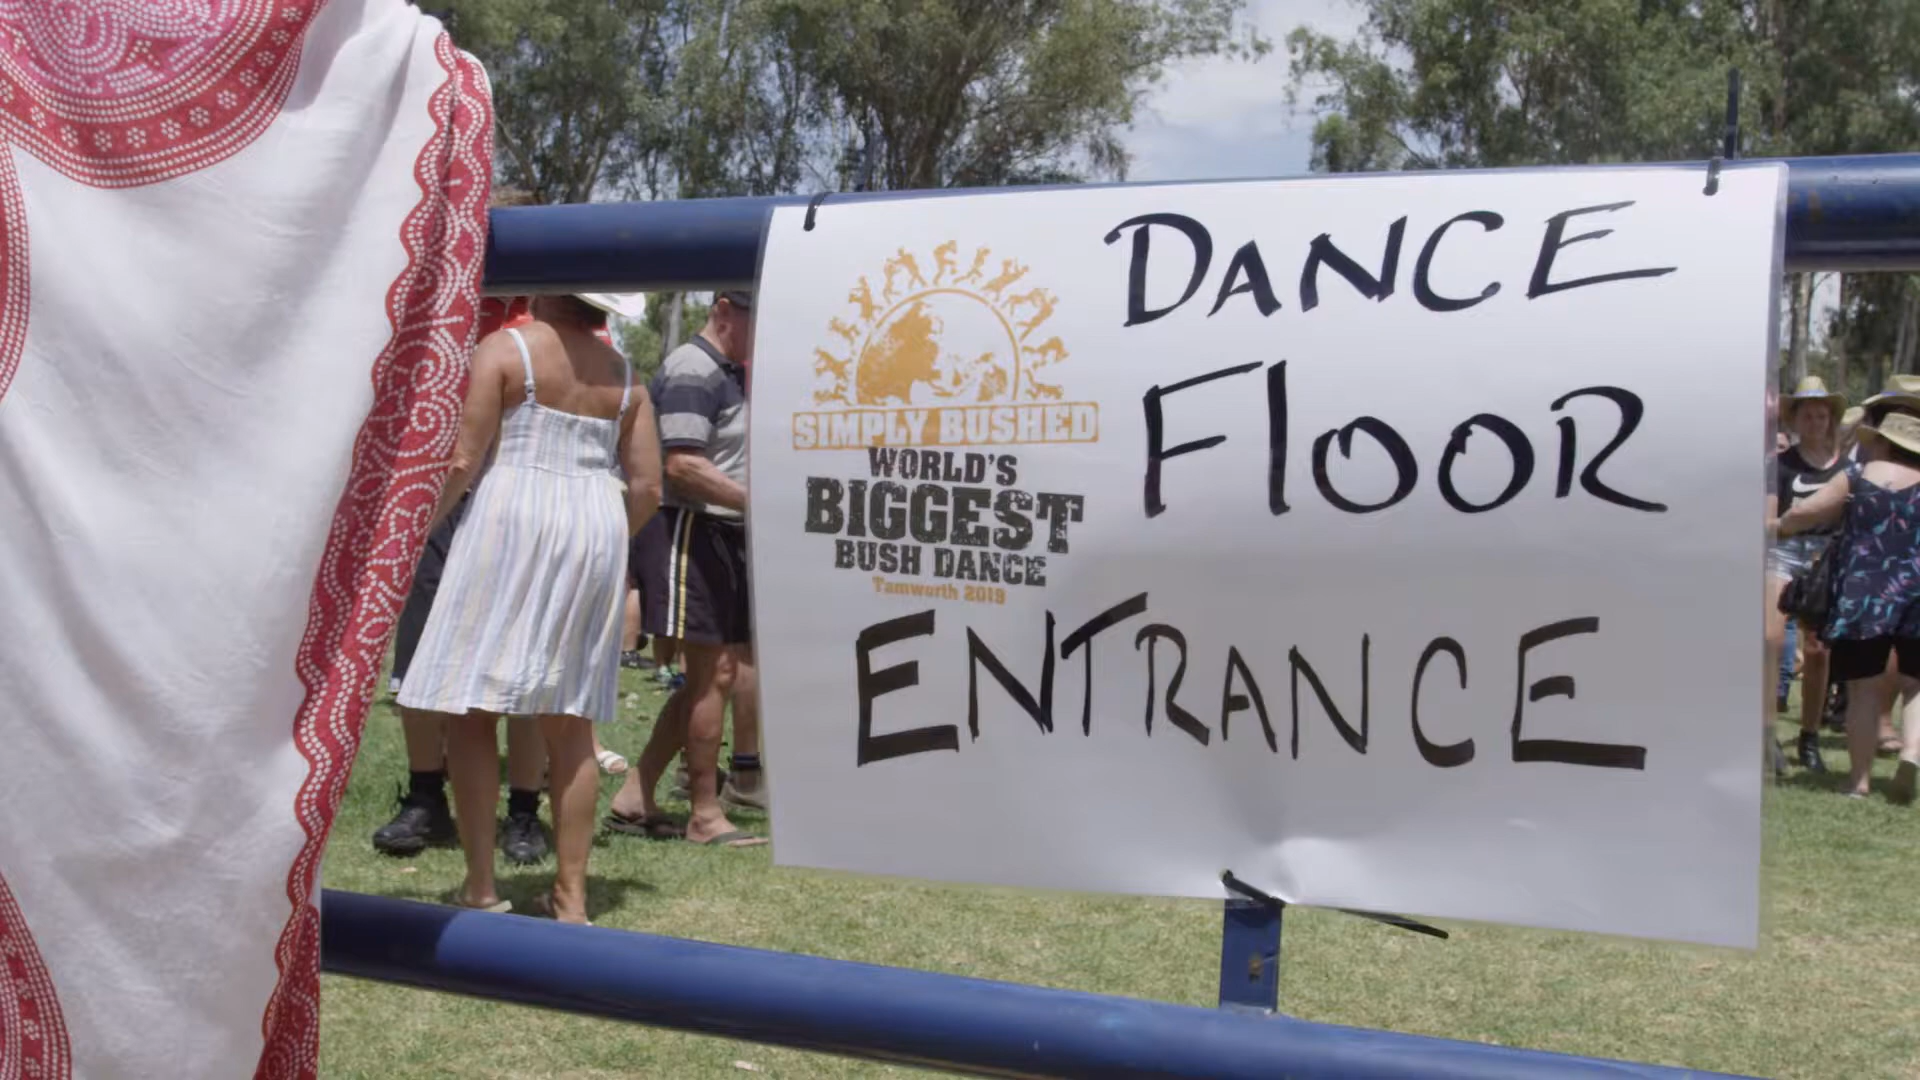 DANCE
FlOOR
ENTRANCE
SIMPLY BUSHED
WORLD'S
BIGGEST
BUSH DANCE
Tamworth 2019